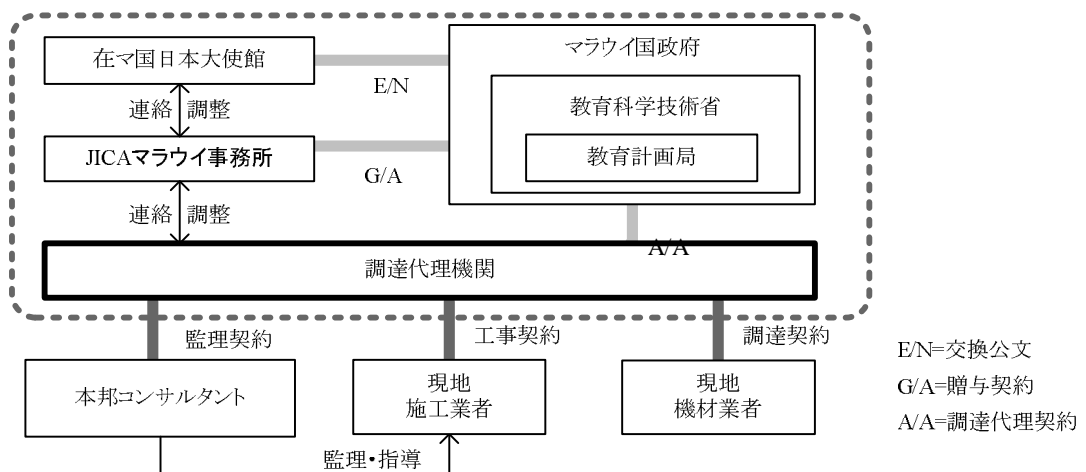 在マ国日本大使館
マラウイ国政府
E/N
教育科学技術省
連絡 調整
JICAマラウイ事務所
教育計画局
G/A
連絡 調整
A/A
調達代理機関
監理契約
工事契約
調達契約
E/N=交換公文
本邦コンサルタント
現地
施工業者
現地
機材業者
G/A=贈与契約
A/A=調達代理契約
監理・指導